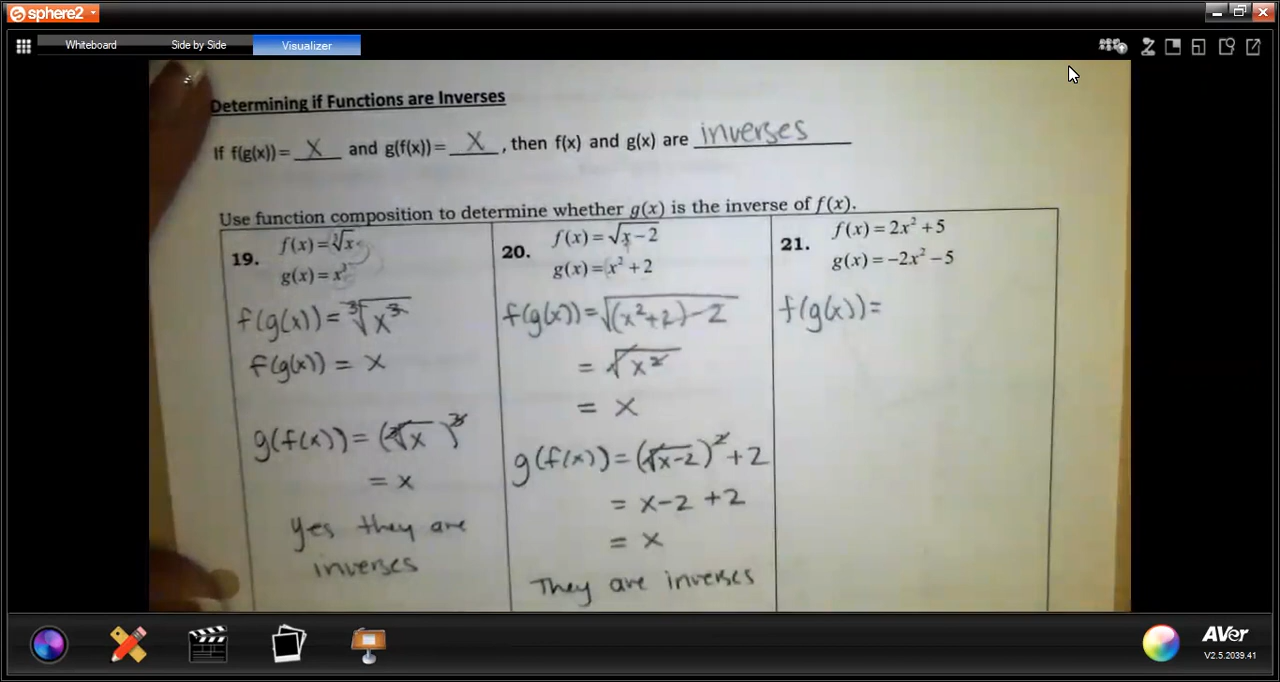 sphere2
Whiteboard Side by Side Visualizer
Determining if Functions are Inverses
If f(g(x))= x and g(f(x))= x , then f(x) and g(x) are inverses
Use function composition to determine whether g(x) is the inverse of f(x).
19. f(x) = ∛x
g(x) = x³
f(g(x)) = ∛x³
f(g(x)) = x
g(f(x)) = (∛x)³
= x
Yes they are
inverses
20. f(x) = √x−2
g(x) = x² + 2
f(g(x)) = √(x²+2)−2
= √x²
= x
g(f(x)) = (√x−2)² + 2
= x−2 +2
= x
They are inverses
21. f(x) = 2x² + 5
g(x) = −2x² − 5
f(g(x)) =
AVer
V2.5.2039.41